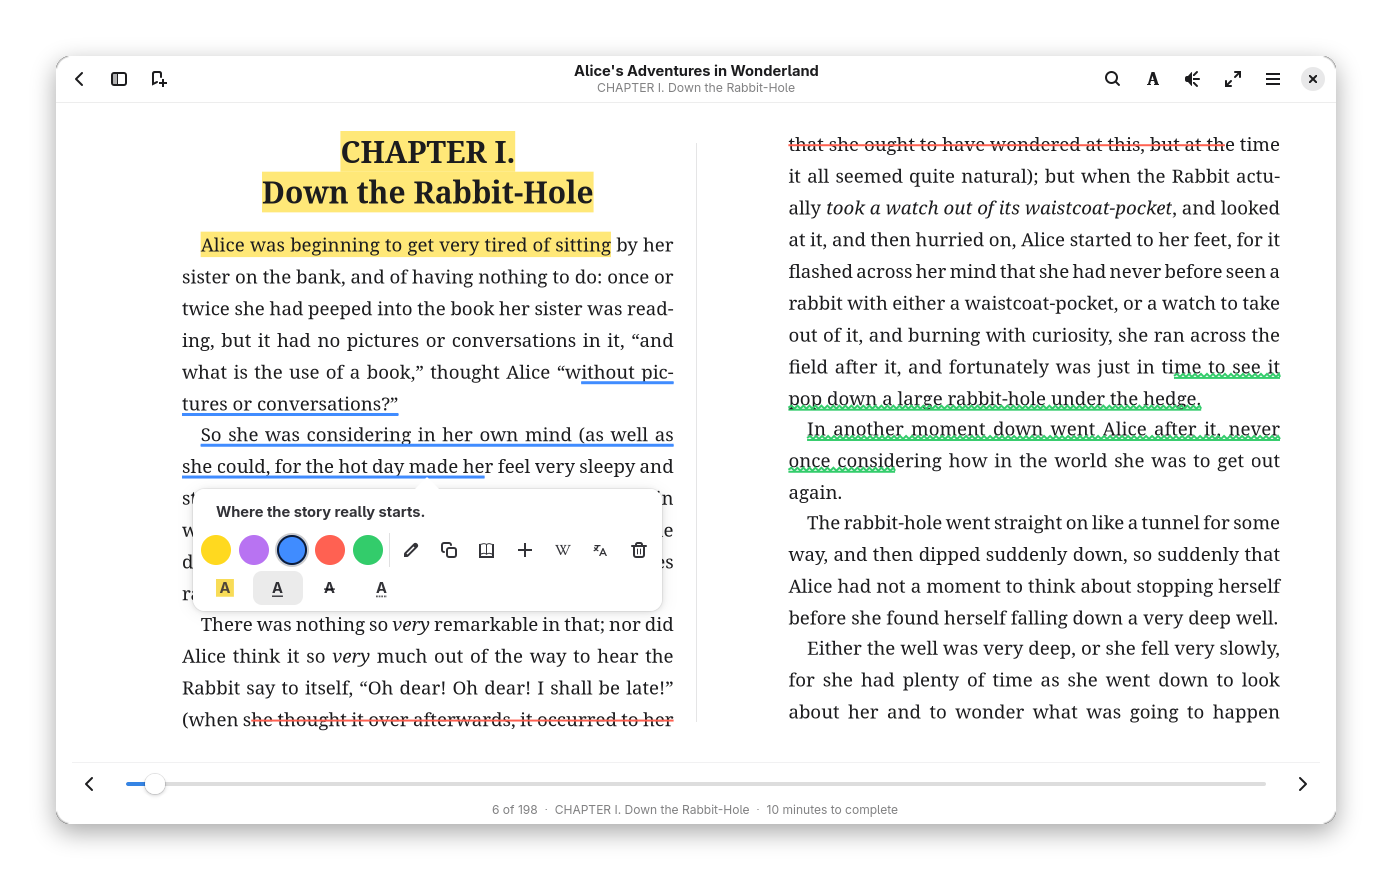 Alice's Adventures in Wonderland
CHAPTER I. Down the Rabbit-Hole
A
CHAPTER I.
Down the Rabbit-Hole
Alice was beginning to get very tired of sitting by her
sister on the bank, and of having nothing to do: once or
twice she had peeped into the book her sister was read-
ing, but it had no pictures or conversations in it, “and
what is the use of a book,” thought Alice “without pic-
tures or conversations?”
So she was considering in her own mind (as well as
she could, for the hot day made her feel very sleepy and
Where the story really starts.
W
A
A
A
A
There was nothing so very remarkable in that; nor did
Alice think it so very much out of the way to hear the
Rabbit say to itself, “Oh dear! Oh dear! I shall be late!”
(when she thought it over afterwards, it occurred to her
that she ought to have wondered at this, but at the time
it all seemed quite natural); but when the Rabbit actu-
ally took a watch out of its waistcoat-pocket, and looked
at it, and then hurried on, Alice started to her feet, for it
flashed across her mind that she had never before seen a
rabbit with either a waistcoat-pocket, or a watch to take
out of it, and burning with curiosity, she ran across the
field after it, and fortunately was just in time to see it
pop down a large rabbit-hole under the hedge.
In another moment down went Alice after it, never
once considering how in the world she was to get out
again.
The rabbit-hole went straight on like a tunnel for some
way, and then dipped suddenly down, so suddenly that
Alice had not a moment to think about stopping herself
before she found herself falling down a very deep well.
Either the well was very deep, or she fell very slowly,
for she had plenty of time as she went down to look
about her and to wonder what was going to happen
6 of 198 · CHAPTER I. Down the Rabbit-Hole · 10 minutes to complete